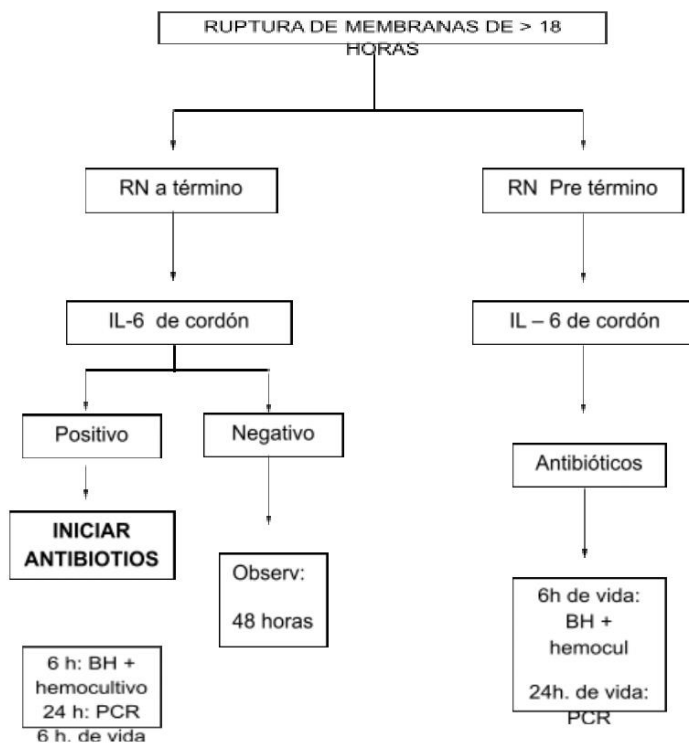 RUPTURA DE MEMBRANAS DE > 18
HORAS
RN a término
RN Pre término
IL-6 de cordón
IL – 6 de cordón
Positivo
Negativo
Antibióticos
INICIAR
ANTIBIOTIOS
Observ:
48 horas
6h de vida:
BH +
hemocul
24h. de vida:
PCR
6 h: BH +
hemocultivo
24 h: PCR
6 h. de vida